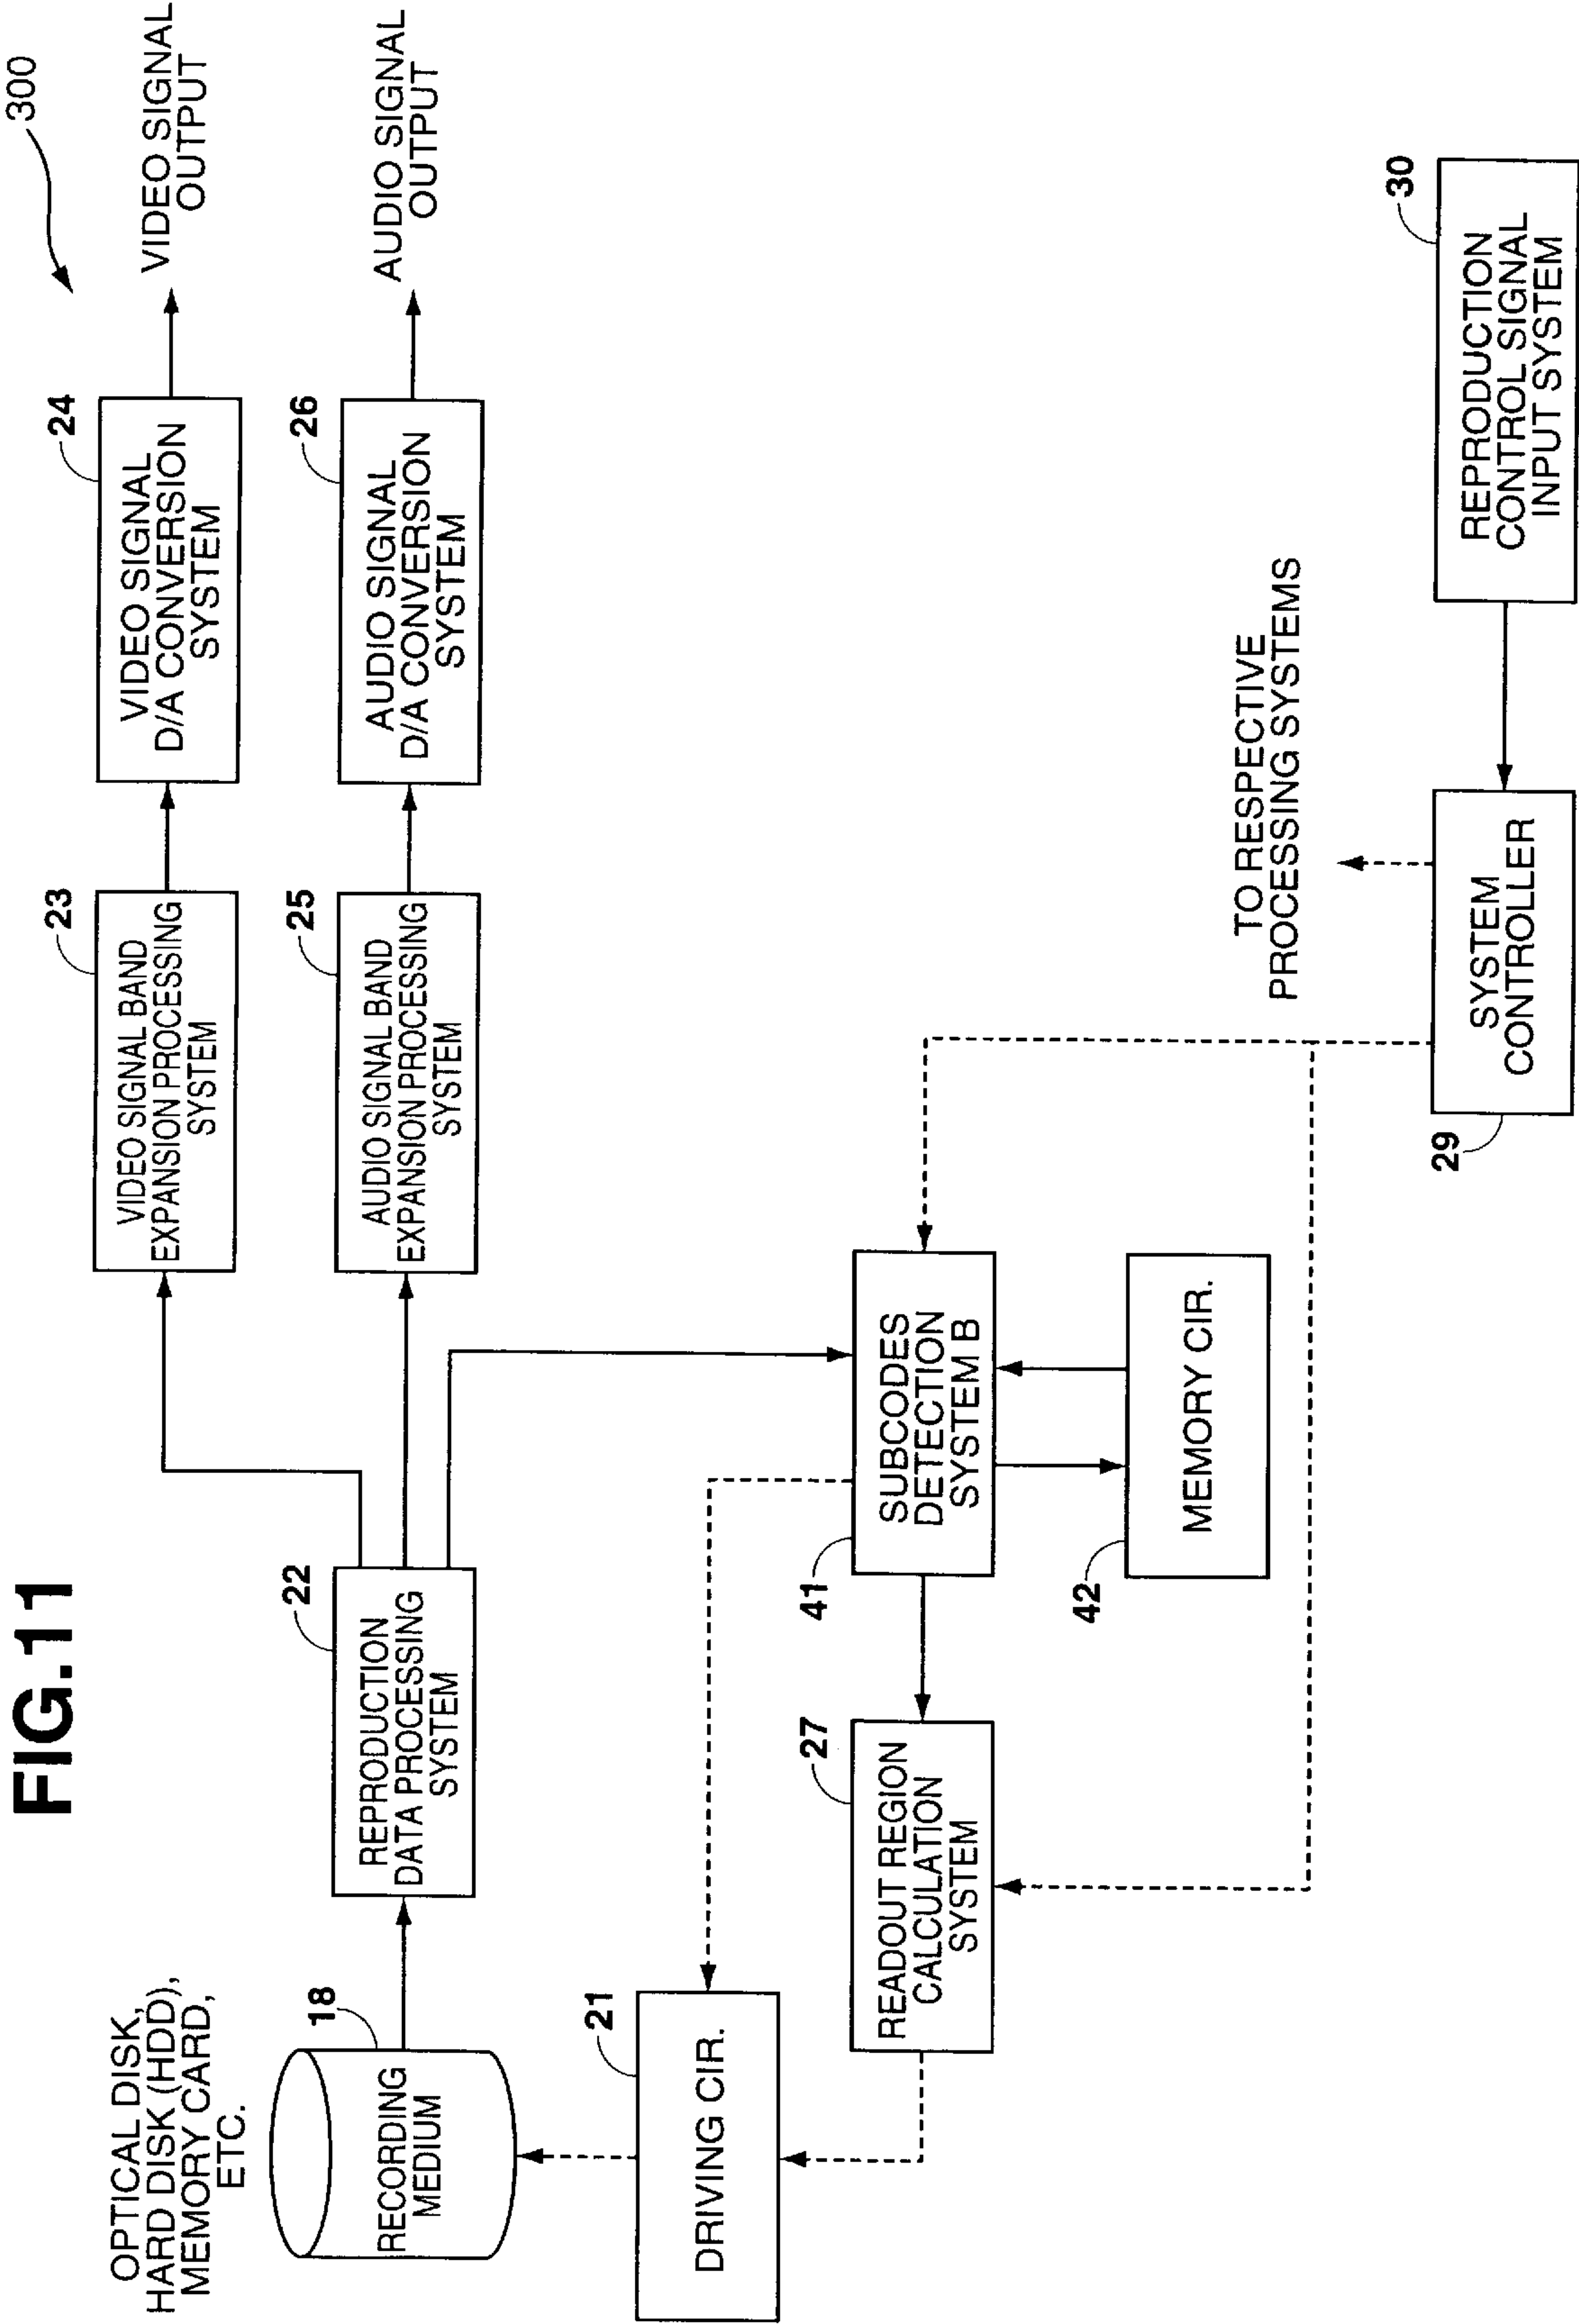 FIG.11
300
OPTICAL DISK,
HARD DISK (HDD),
MEMORY CARD,
ETC.
18
RECORDING
MEDIUM
22
REPRODUCTION
DATA PROCESSING
SYSTEM
23
VIDEO SIGNAL BAND
EXPANSION PROCESSING
SYSTEM
24
VIDEO SIGNAL
D/A CONVERSION
SYSTEM
VIDEO SIGNAL
OUTPUT
25
AUDIO SIGNAL BAND
EXPANSION PROCESSING
SYSTEM
26
AUDIO SIGNAL
D/A CONVERSION
SYSTEM
AUDIO SIGNAL
OUTPUT
21
DRIVING CIR.
27
READOUT REGION
CALCULATION
SYSTEM
41
SUBCODES
DETECTION
SYSTEM B
42
MEMORY CIR.
TO RESPECTIVE
PROCESSING SYSTEMS
29
SYSTEM
CONTROLLER
30
REPRODUCTION
CONTROL SIGNAL
INPUT SYSTEM